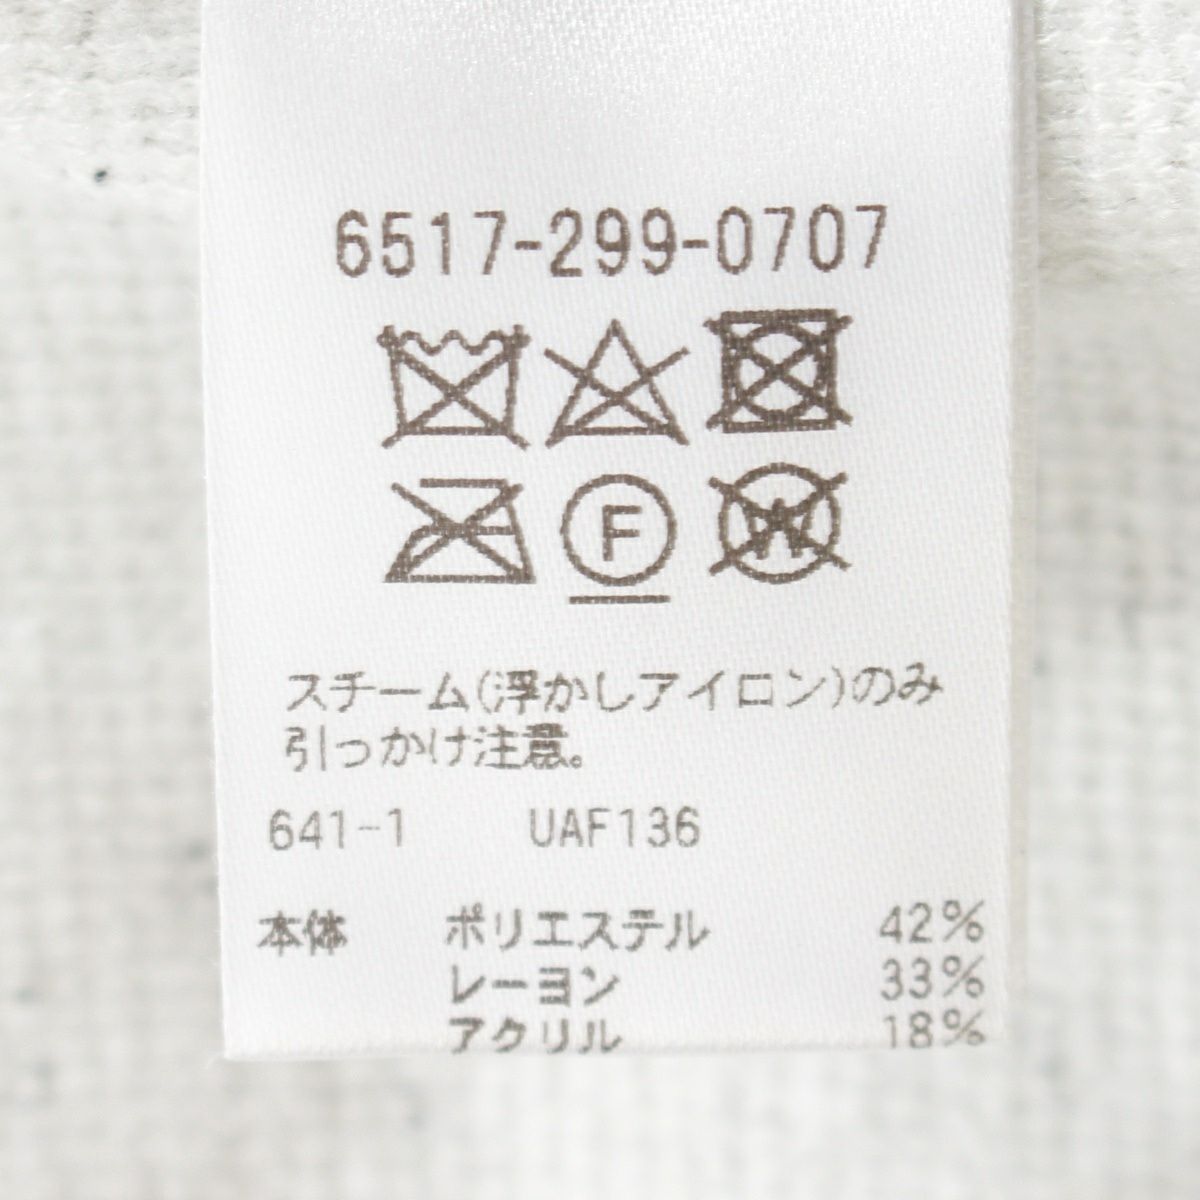 6517-299-0707
F
W
スチーム(浮かしアイロン)のみ
引っかけ注意。
641-1 UAF136
本体 ポリエステル 42%
レーヨン 33%
アクリル 18%